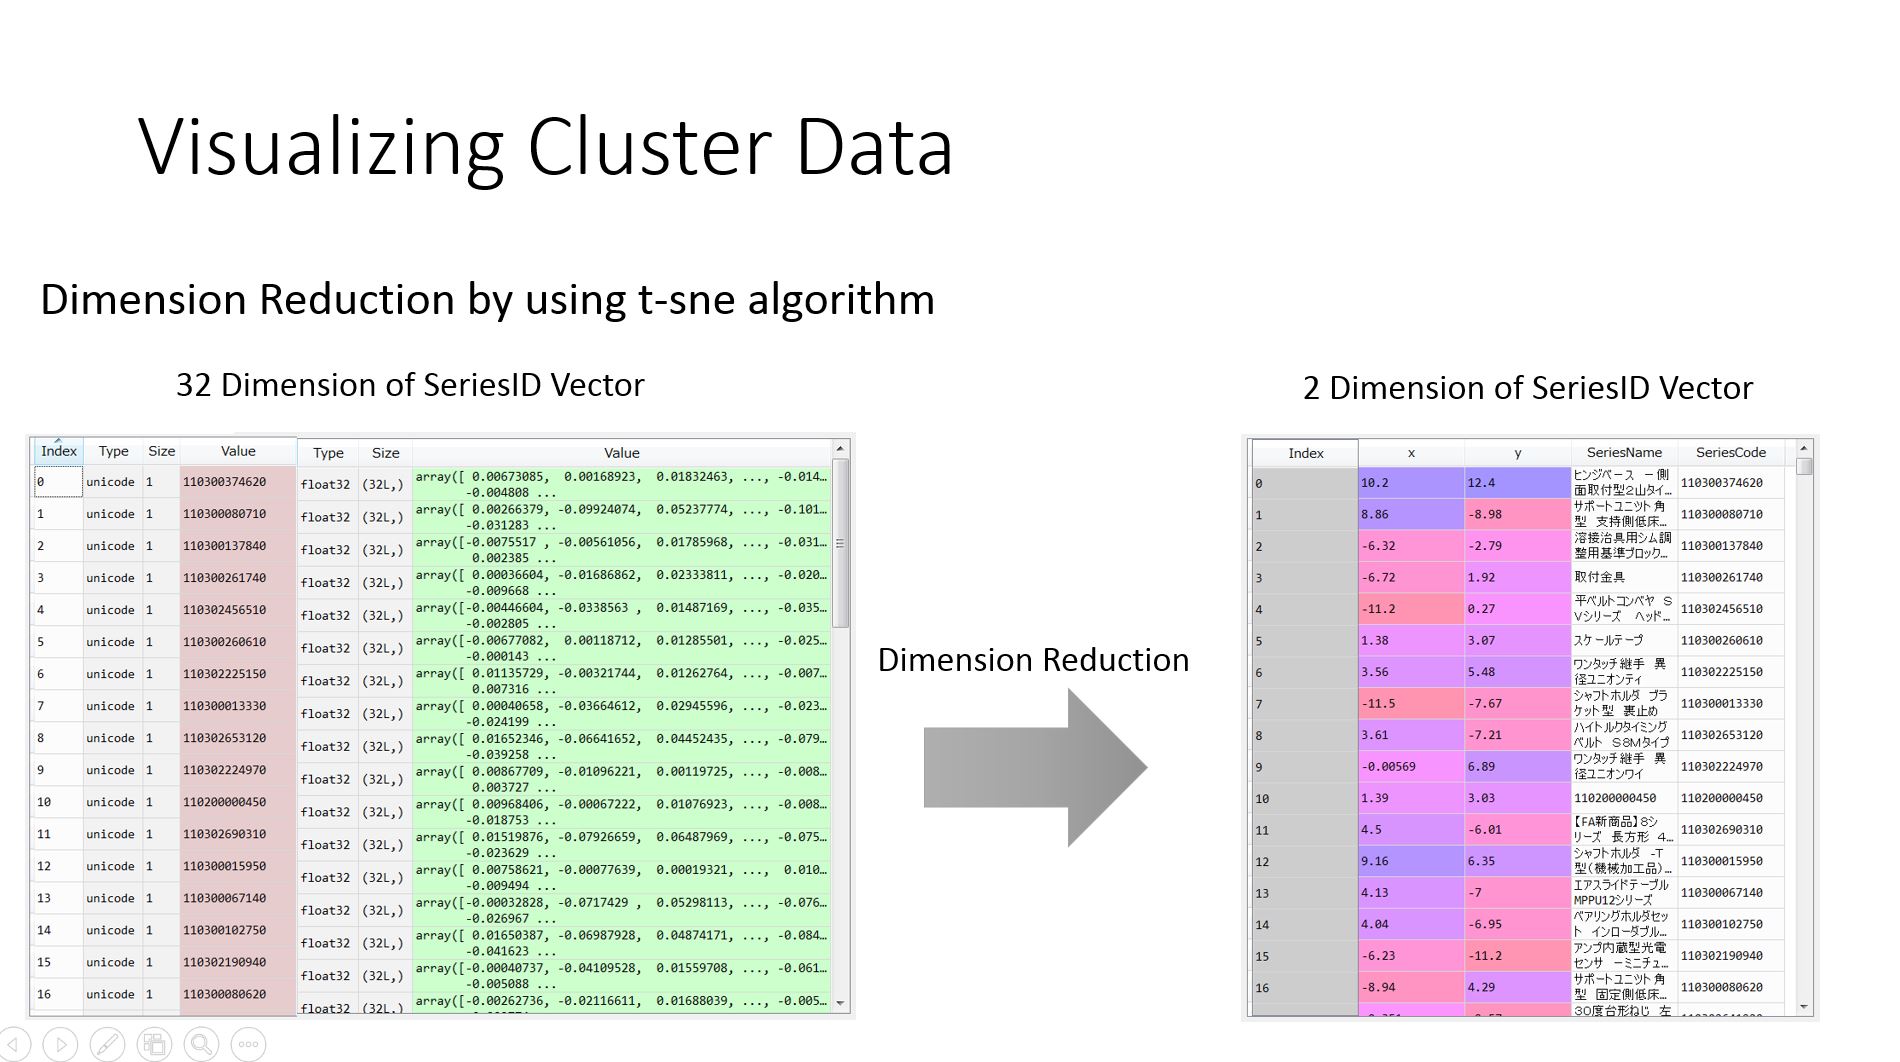 Visualizing Cluster Data
Dimension Reduction by using t-sne algorithm
32 Dimension of SeriesID Vector
Index Type Size Value Type Size Value
0 unicode 1 110300374620 float32 (32L,) array([ 0.00673085, 0.00168923, 0.01832463, ..., -0.014…
-0.004808 ...
1 unicode 1 110300080710 float32 (32L,) array([ 0.00266379, -0.09924074, 0.05237774, ..., -0.101…
-0.031283 ...
2 unicode 1 110300137840 float32 (32L,) array([-0.0075517 , -0.00561056, 0.01785968, ..., -0.031…
0.002385 ...
3 unicode 1 110300261740 float32 (32L,) array([ 0.00036604, -0.01686862, 0.02333811, ..., -0.020…
-0.009668 ...
4 unicode 1 110302456510 float32 (32L,) array([-0.00446604, -0.0338563 , 0.01487169, ..., -0.035…
-0.002805 ...
5 unicode 1 110300260610 float32 (32L,) array([-0.00677082, 0.00118712, 0.01285501, ..., -0.025…
-0.000143 ...
6 unicode 1 110302225150 float32 (32L,) array([ 0.01135729, -0.00321744, 0.01262764, ..., -0.007…
0.007316 ...
7 unicode 1 110300013330 float32 (32L,) array([ 0.00040658, -0.03664612, 0.02945596, ..., -0.023…
-0.024199 ...
8 unicode 1 110302653120 float32 (32L,) array([ 0.01652346, -0.06641652, 0.04452435, ..., -0.079…
-0.039258 ...
9 unicode 1 110302224970 float32 (32L,) array([ 0.00867709, -0.01096221, 0.00119725, ..., -0.008…
0.003727 ...
10 unicode 1 110200000450 float32 (32L,) array([ 0.00968406, -0.00067222, 0.01076923, ..., -0.008…
-0.018753 ...
11 unicode 1 110302690310 float32 (32L,) array([ 0.01519876, -0.07926659, 0.06487969, ..., -0.075…
-0.023629 ...
12 unicode 1 110300015950 float32 (32L,) array([ 0.00758621, -0.00077639, 0.00019321, ..., 0.010…
-0.009494 ...
13 unicode 1 110300067140 float32 (32L,) array([-0.00032828, -0.0717429 , 0.05298113, ..., -0.076…
-0.026967 ...
14 unicode 1 110300102750 float32 (32L,) array([ 0.01650387, -0.06987928, 0.04874171, ..., -0.084…
-0.041623 ...
15 unicode 1 110302190940 float32 (32L,) array([-0.00040737, -0.04109528, 0.01559708, ..., -0.061…
-0.005088 ...
16 unicode 1 110300080620 float32 array([-0.00262736, -0.02116611, 0.01688039, ..., -0.005…
Dimension Reduction
2 Dimension of SeriesID Vector
Index x y SeriesName SeriesCode
0 10.2 12.4 ヒンジベース －側 110300374620
面取付型2山タイ…
1 8.86 -8.98 サポートユニット 角 110300080710
型 支持側低床…
2 -6.32 -2.79 溶接治具用シム調 110300137840
整用基準ブロック…
3 -6.72 1.92 取付金具 110300261740
4 -11.2 0.27 平ベルトコンベヤ S 110302456510
Vシリーズ ヘッド…
5 1.38 3.07 スケールテープ 110300260610
6 3.56 5.48 ワンタッチ継手 異 110302225150
径ユニオンティ
7 -11.5 -7.67 シャフトホルダ ブラ 110300013330
ケット型 裏止め
8 3.61 -7.21 ハイトルクタイミング 110302653120
ベルト S8Mタイプ
9 -0.00569 6.89 ワンタッチ継手 異 110302224970
径ユニオンワイ
10 1.39 3.03 110200000450 110200000450
11 4.5 -6.01 【FA新商品】8シ 110302690310
リーズ 長方形 4…
12 9.16 6.35 シャフトホルダ -T 110300015950
型（機械加工品）…
13 4.13 -7 エアスライドテーブル 110300067140
MPPU12シリーズ
14 4.04 -6.95 ベアリングホルダセッ 110300102750
ト インローダブル…
15 -6.23 -11.2 アンプ内蔵型光電 110302190940
センサ －ミニチュ…
16 -8.94 4.29 サポートユニット 角 110300080620
型 固定側低床…
30度台形ねじ 左